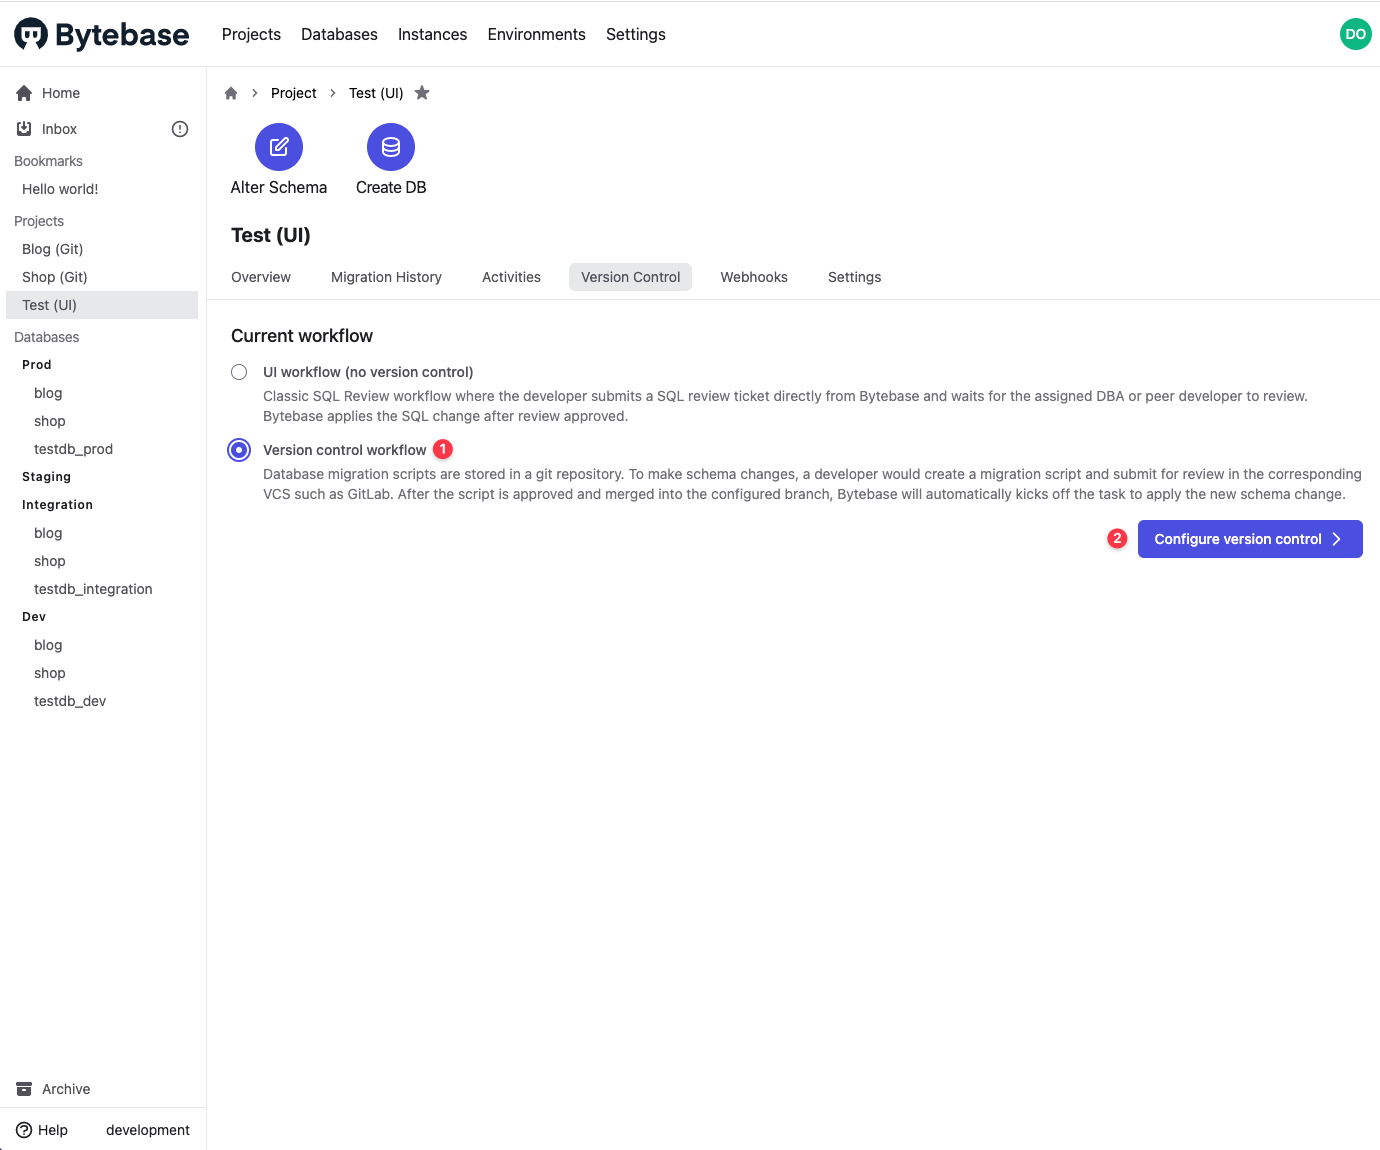 Bytebase
Projects Databases Instances Environments Settings
DO
Home
Inbox
Bookmarks
Hello world!
Projects
Blog (Git)
Shop (Git)
Test (UI)
Databases
Prod
blog
shop
testdb_prod
Staging
Integration
blog
shop
testdb_integration
Dev
blog
shop
testdb_dev
Archive
Help development
Project Test (UI)
Alter Schema Create DB
Test (UI)
Overview Migration History Activities Version Control Webhooks Settings
Current workflow
UI workflow (no version control)
Classic SQL Review workflow where the developer submits a SQL review ticket directly from Bytebase and waits for the assigned DBA or peer developer to review.
Bytebase applies the SQL change after review approved.
Version control workflow 1
Database migration scripts are stored in a git repository. To make schema changes, a developer would create a migration script and submit for review in the corresponding
VCS such as GitLab. After the script is approved and merged into the configured branch, Bytebase will automatically kicks off the task to apply the new schema change.
2 Configure version control